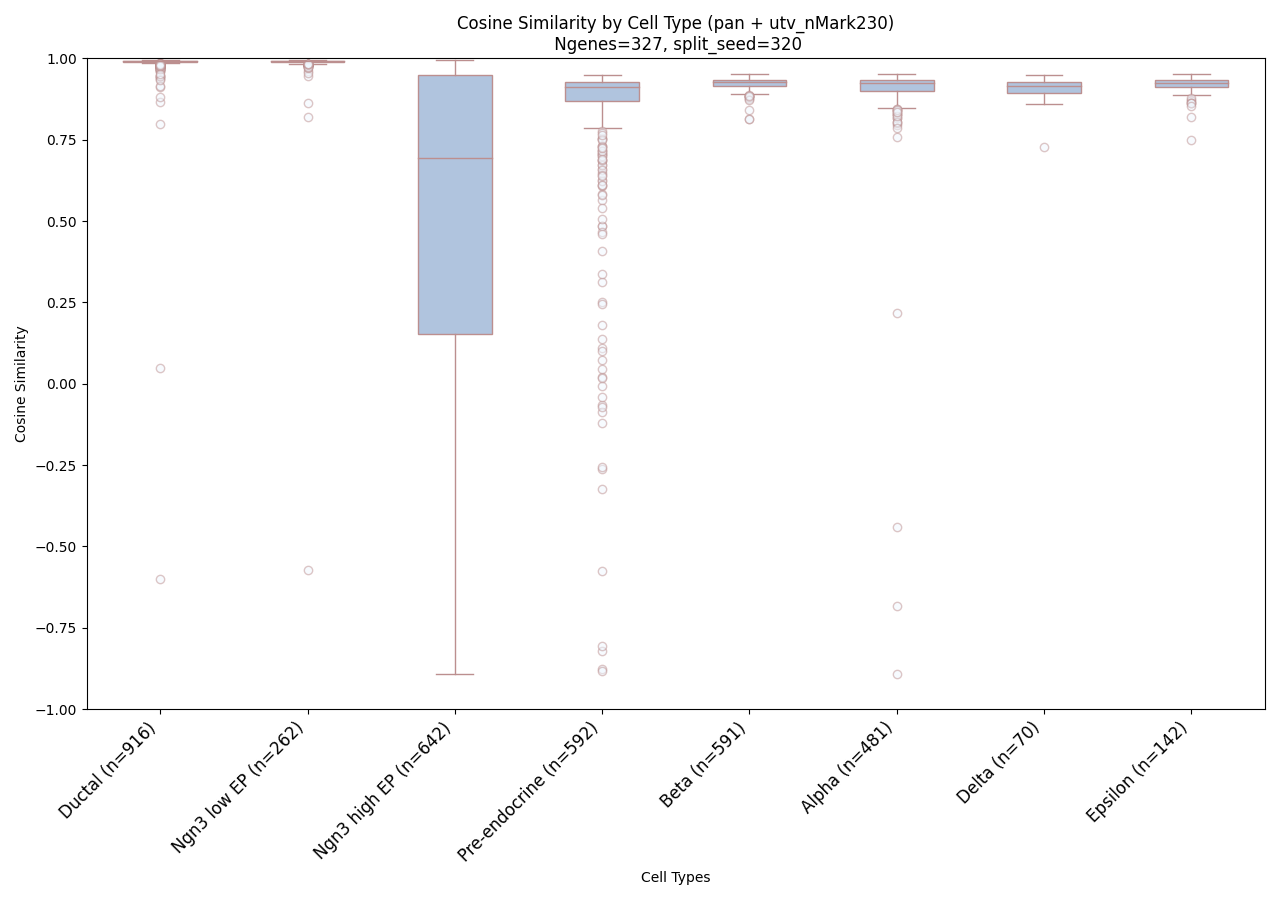 Cosine Similarity by Cell Type (pan + utv_nMark230)
Ngenes=327, split_seed=320
Cosine Similarity
1.00
0.75
0.50
0.25
0.00
−0.25
−0.50
−0.75
−1.00
Ductal (n=916)
Ngn3 low EP (n=262)
Ngn3 high EP (n=642)
Pre-endocrine (n=592)
Beta (n=591)
Alpha (n=481)
Delta (n=70)
Epsilon (n=142)
Cell Types